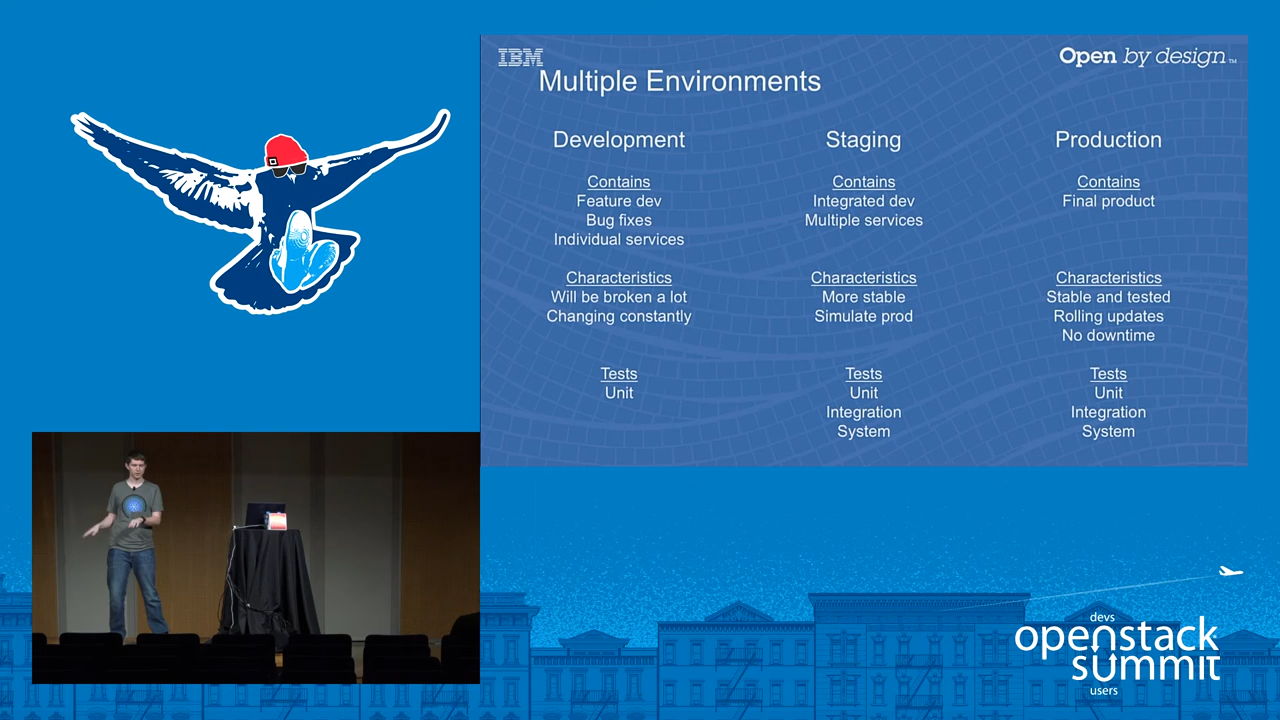 IBM
Open by design™
Multiple Environments
Development
Contains
Feature dev
Bug fixes
Individual services
Characteristics
Will be broken a lot
Changing constantly
Tests
Unit
Staging
Contains
Integrated dev
Multiple services
Characteristics
More stable
Simulate prod
Tests
Unit
Integration
System
Production
Contains
Final product
Characteristics
Stable and tested
Rolling updates
No downtime
Tests
Unit
Integration
System
devs
openstack
summit
users